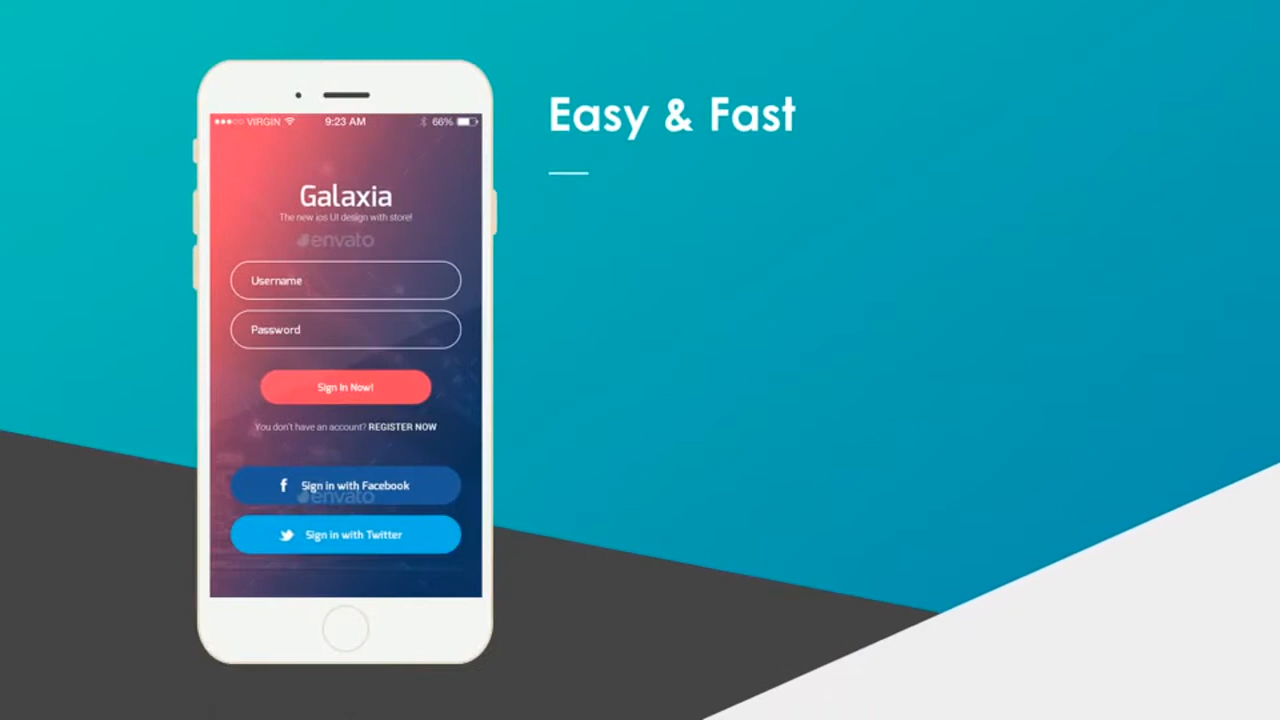 Easy & Fast
VIRGIN 9:23 AM 66%
Galaxia
The new ios UI design with store!
envato
Username
Password
Sign In Now!
You don't have an account? REGISTER NOW
f Sign in with Facebook
envato
Sign in with Twitter